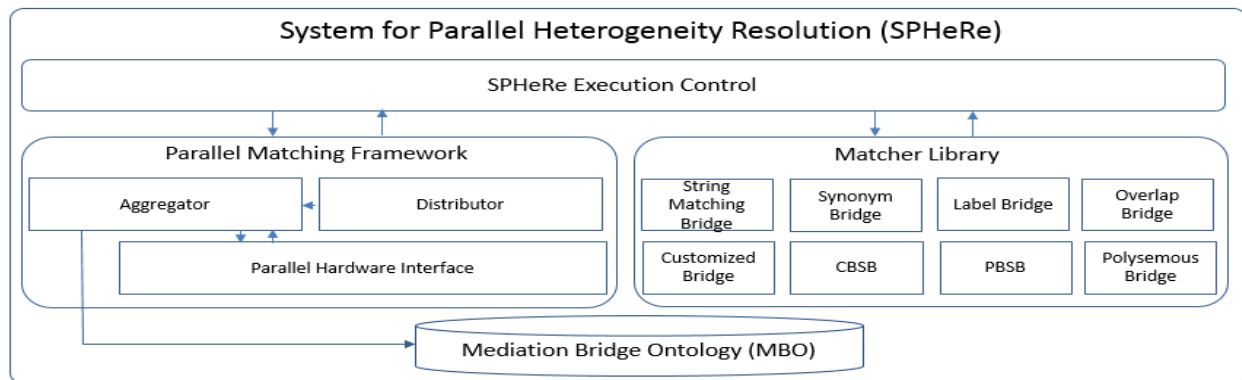 System for Parallel Heterogeneity Resolution (SPHeRe)
SPHeRe Execution Control
Parallel Matching Framework
Aggregator
Distributor
Parallel Hardware Interface
Matcher Library
String
Matching
Bridge
Synonym
Bridge
Label Bridge
Overlap
Bridge
Customized
Bridge
CBSB
PBSB
Polysemous
Bridge
Mediation Bridge Ontology (MBO)